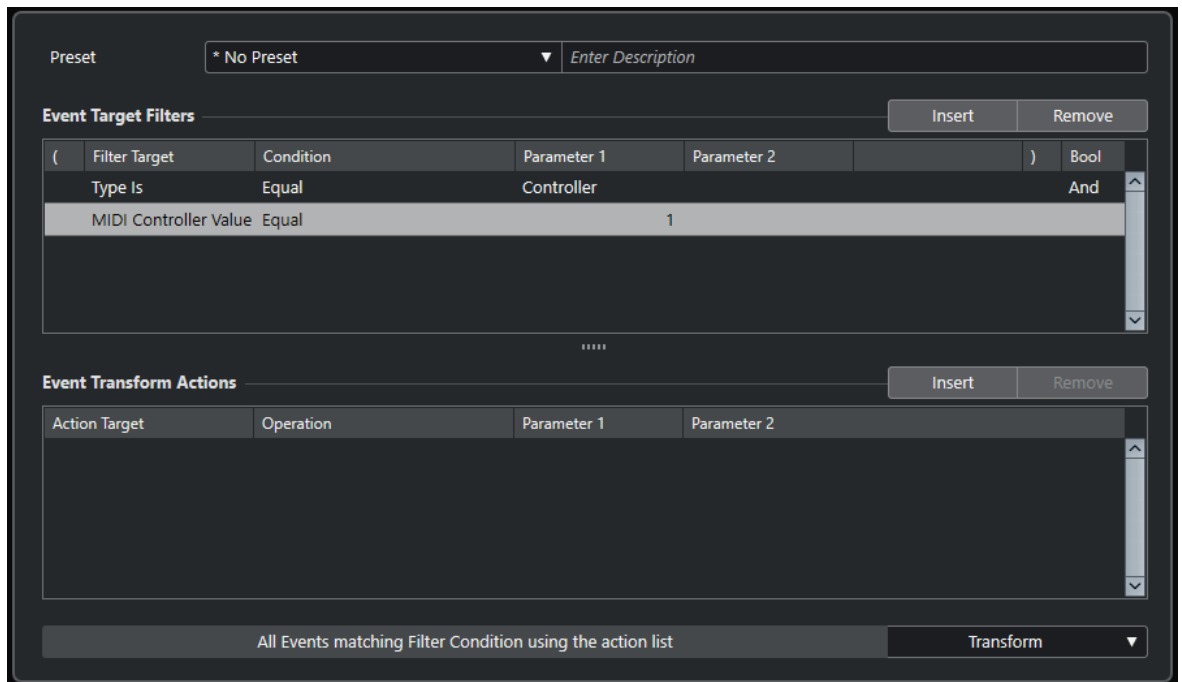 Preset * No Preset ▼ Enter Description
Event Target Filters Insert Remove
( Filter Target Condition Parameter 1 Parameter 2 ) Bool
Type Is Equal Controller And
MIDI Controller Value Equal 1
Event Transform Actions Insert Remove
Action Target Operation Parameter 1 Parameter 2
All Events matching Filter Condition using the action list Transform ▼